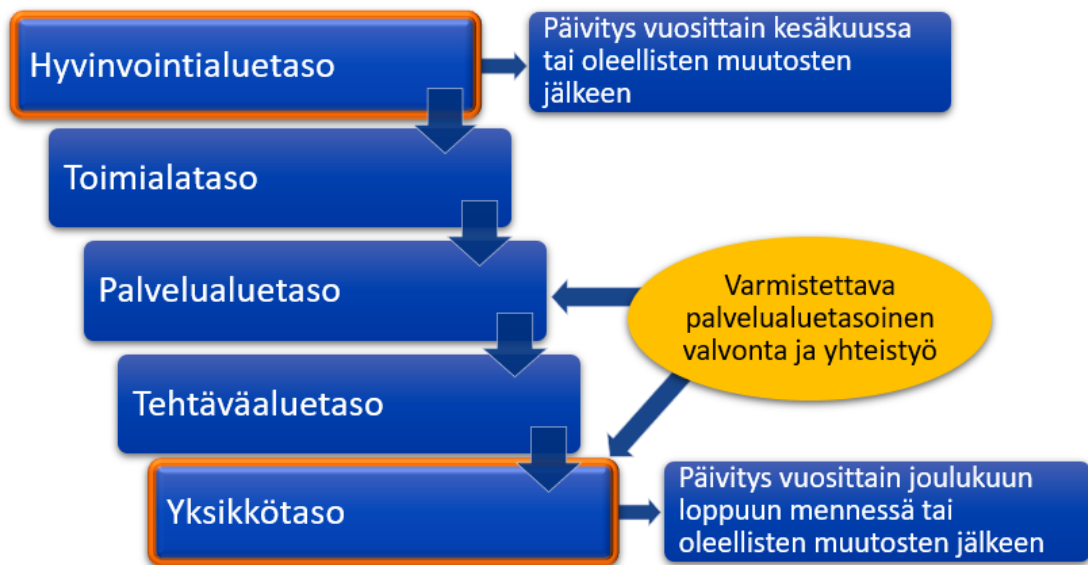 Hyvinvointialuetaso
Päivitys vuosittain kesäkuussa
tai oleellisten muutosten
jälkeen
Toimialataso
Palvelualuetaso
Varmistettava
palvelualuetasoinen
valvonta ja yhteistyö
Tehtäväaluetaso
Yksikkötaso
Päivitys vuosittain joulukuun
loppuun mennessä tai
oleellisten muutosten jälkeen